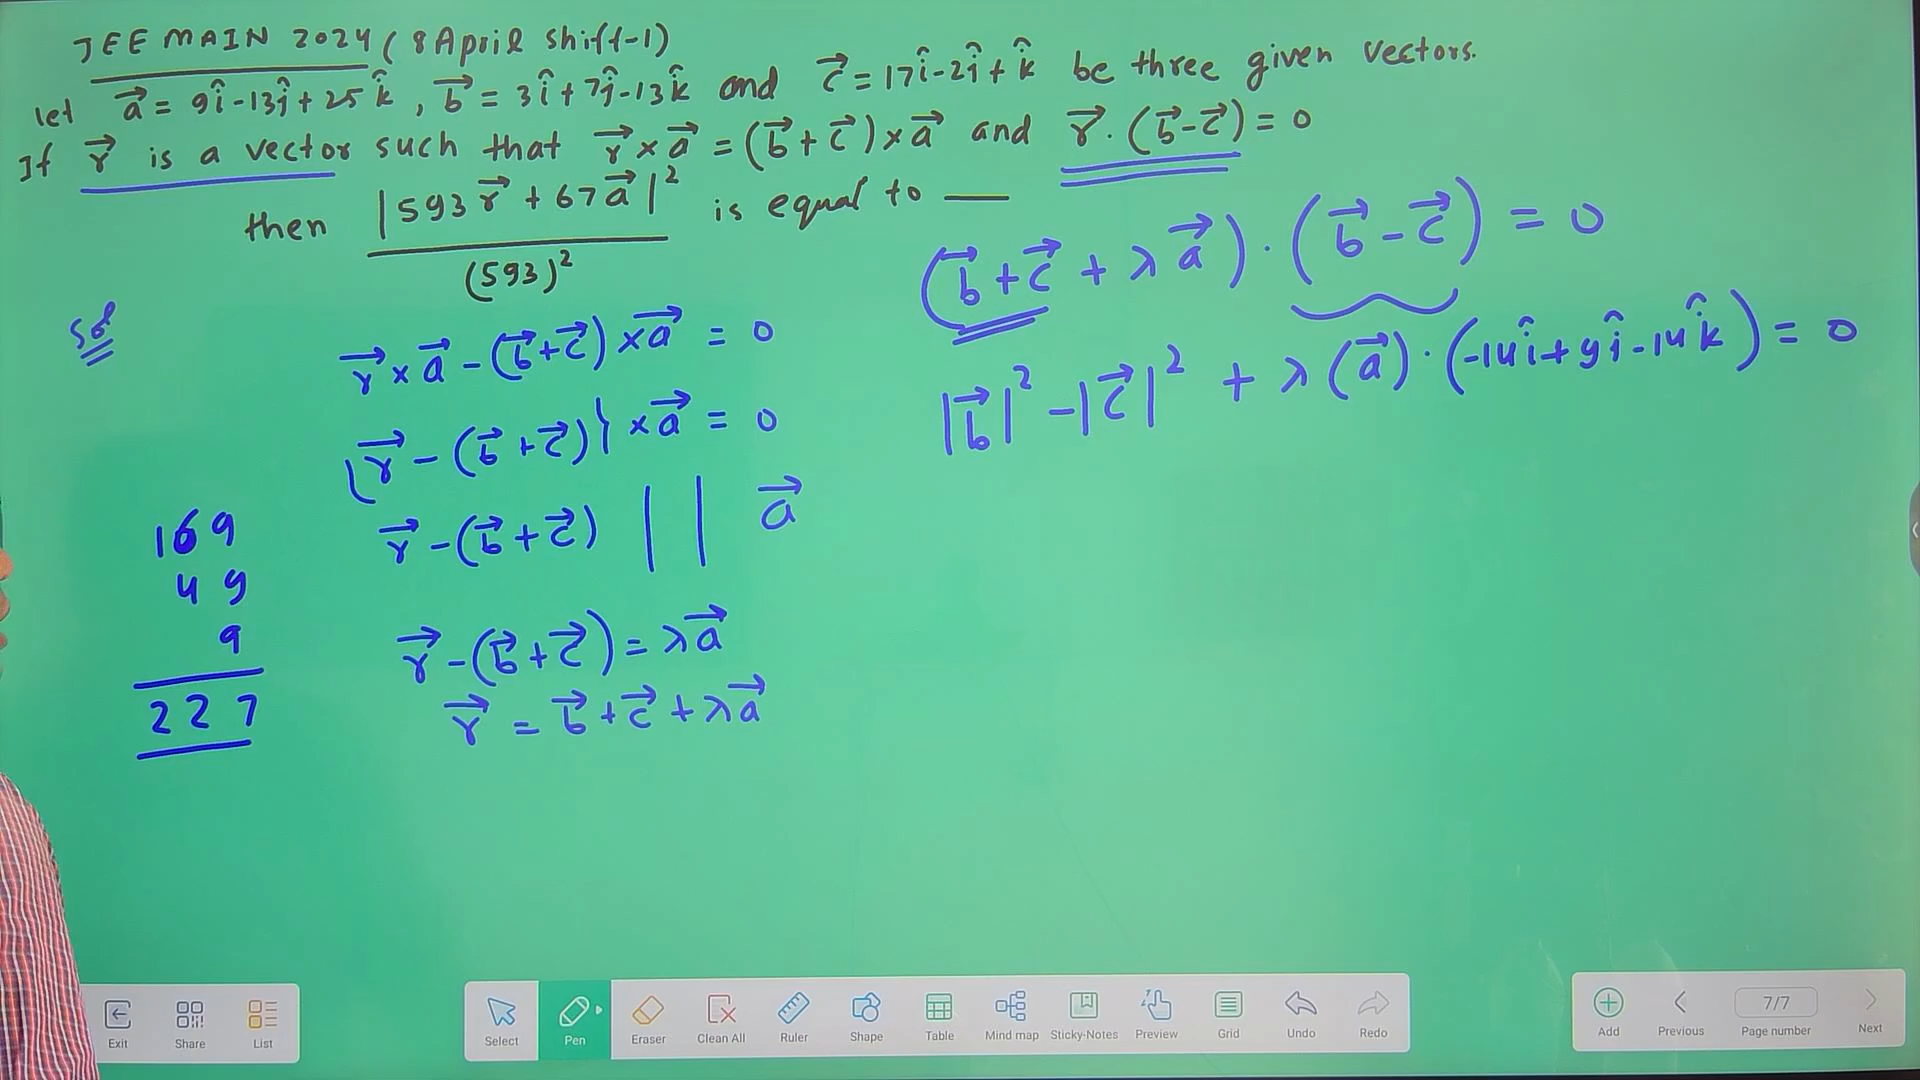 JEE MAIN 2024 ( 8 April shift-1)
let a⃗ = 9î-13ĵ+25k̂ , b⃗ = 3î+7ĵ-13k̂ and c⃗ = 17î-2ĵ+k̂ be three given vectors.
If r⃗ is a vector such that r⃗×a⃗ = (b⃗+c⃗)×a⃗ and r⃗.(b⃗-c⃗)=0
then |593r⃗+67a⃗|² / (593)² is equal to —
Sol
r⃗×a⃗-(b⃗+c⃗)×a⃗ = 0
(r⃗-(b⃗+c⃗)}×a⃗ = 0
r⃗-(b⃗+c⃗) || a⃗
r⃗-(b⃗+c⃗)=λa⃗
r⃗ = b⃗+c⃗+λa⃗
169
49
9
227
(b⃗+c⃗+λa⃗).(b⃗-c⃗)=0
|b⃗|²-|c⃗|²+λ(a⃗).(-14î+9ĵ-14k̂)=0
Exit
Share
List
Select
Pen
Eraser
Clean All
Ruler
Shape
Table
Mind map
Sticky-Notes
Preview
Grid
Undo
Redo
Add
Previous
7/7
Page number
Next